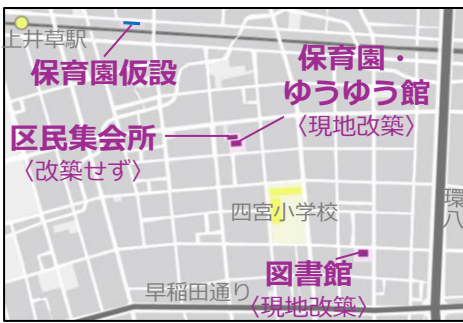 上井草駅
保育園仮設
保育園・
ゆうゆう館
〈現地改築〉
区民集会所
〈改築せず〉
四宮小学校
環八
図書館
〈現地改築〉
早稲田通り